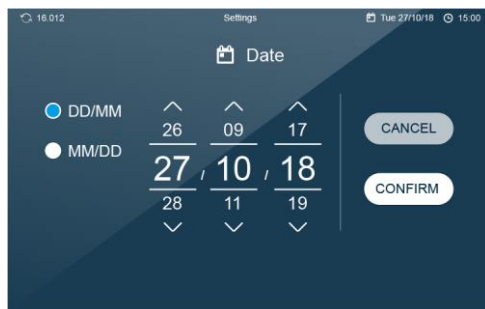 16.012 Settings Tue 27/10/18 15:00
Date
DD/MM
MM/DD
26 09 17
27 / 10 / 18
28 11 19
CANCEL
CONFIRM